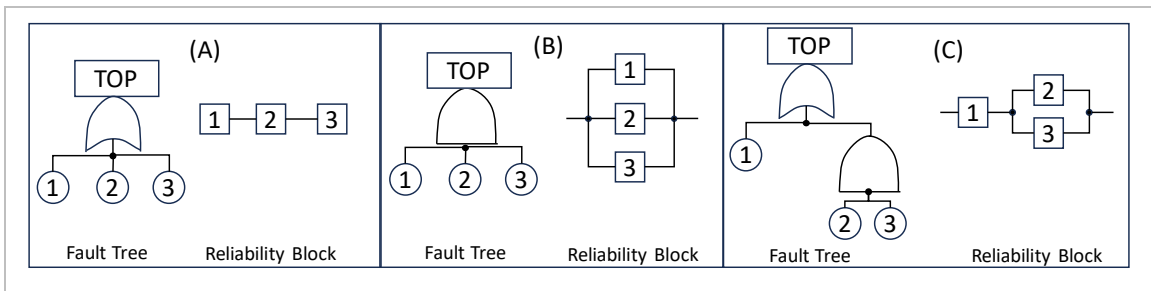 (A)
TOP
1 2 3
1 2 3
Fault Tree
Reliability Block
(B)
TOP
1 2 3
1
2
3
Fault Tree
Reliability Block
(C)
TOP
1
2 3
1
2
3
Fault Tree
Reliability Block